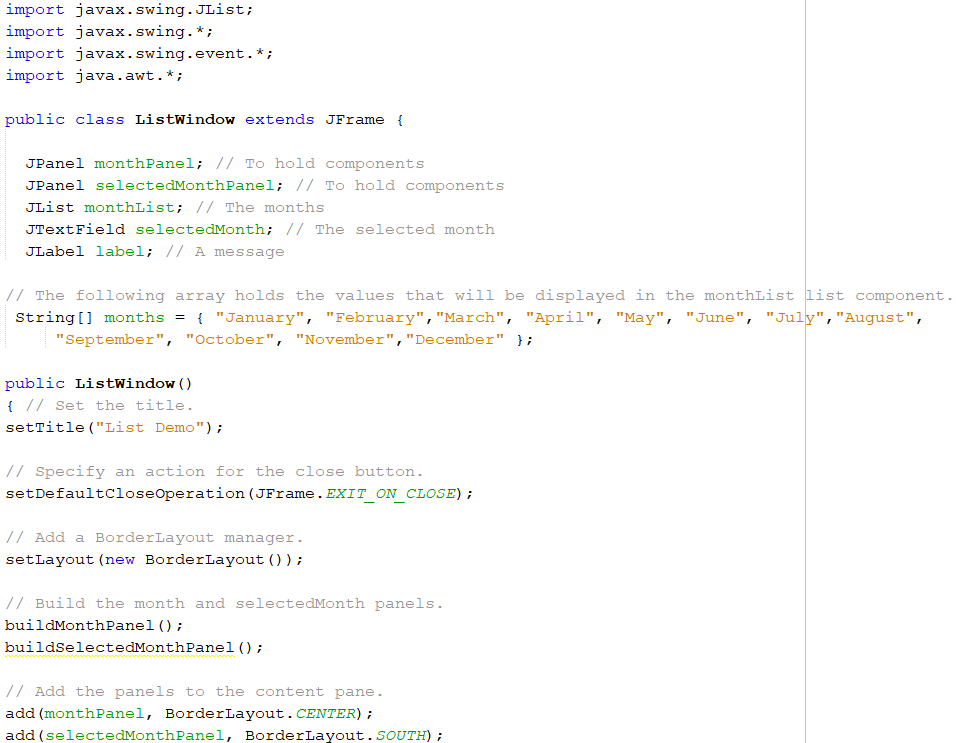 import javax.swing.JList;
import javax.swing.*;
import javax.swing.event.*;
import java.awt.*;

public class ListWindow extends JFrame {

  JPanel monthPanel; // To hold components
  JPanel selectedMonthPanel; // To hold components
  JList monthList; // The months
  JTextField selectedMonth; // The selected month
  JLabel label; // A message

// The following array holds the values that will be displayed in the monthList list component.
 String[] months = { "January", "February","March", "April", "May", "June", "July","August",
     "September", "October", "November","December" };

public ListWindow()
{ // Set the title.
setTitle("List Demo");

// Specify an action for the close button.
setDefaultCloseOperation(JFrame.EXIT_ON_CLOSE);

// Add a BorderLayout manager.
setLayout(new BorderLayout());

// Build the month and selectedMonth panels.
buildMonthPanel();
buildSelectedMonthPanel();

// Add the panels to the content pane.
add(monthPanel, BorderLayout.CENTER);
add(selectedMonthPanel, BorderLayout.SOUTH);